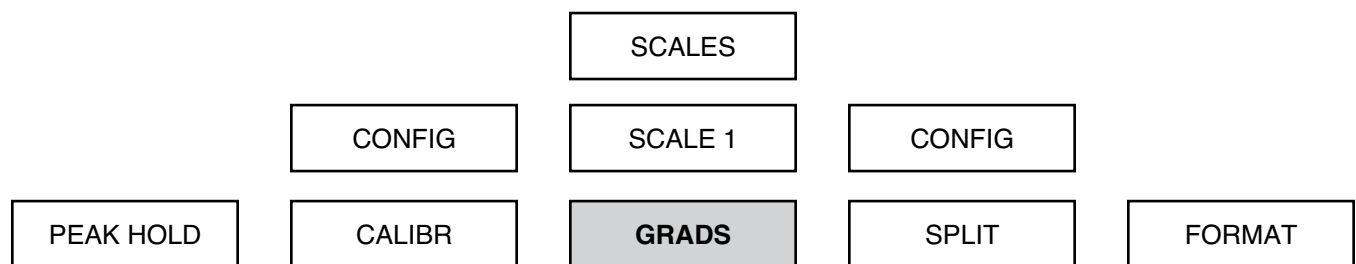 SCALES
CONFIG SCALE 1 CONFIG
PEAK HOLD CALIBR GRADS SPLIT FORMAT